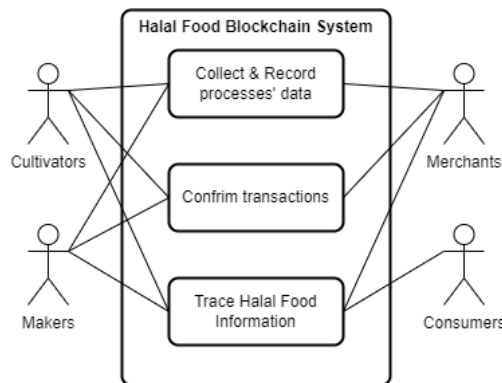 Halal Food Blockchain System
Collect & Record
processes' data
Cultivators
Merchants
Confrim transactions
Trace Halal Food
Information
Makers
Consumers